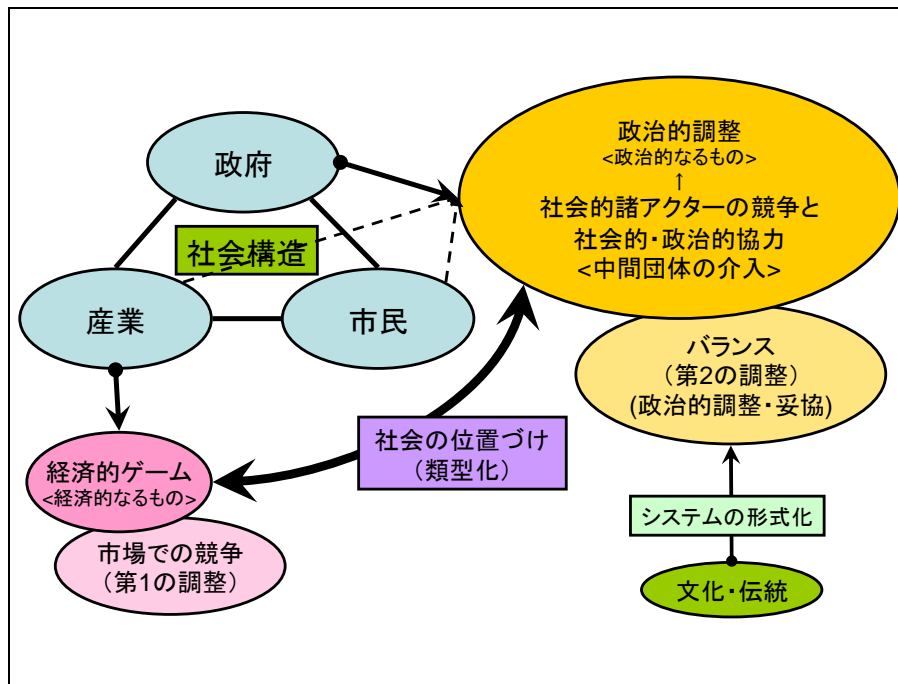 政府
社会構造
産業
市民
政治的調整
<政治的なるもの>
↑
社会的諸アクターの競争と
社会的・政治的協力
<中間団体の介入>
バランス
（第2の調整）
(政治的調整・妥協)
社会の位置づけ
（類型化）
経済的ゲーム
<経済的なるもの>
市場での競争
（第1の調整）
システムの形式化
文化・伝統